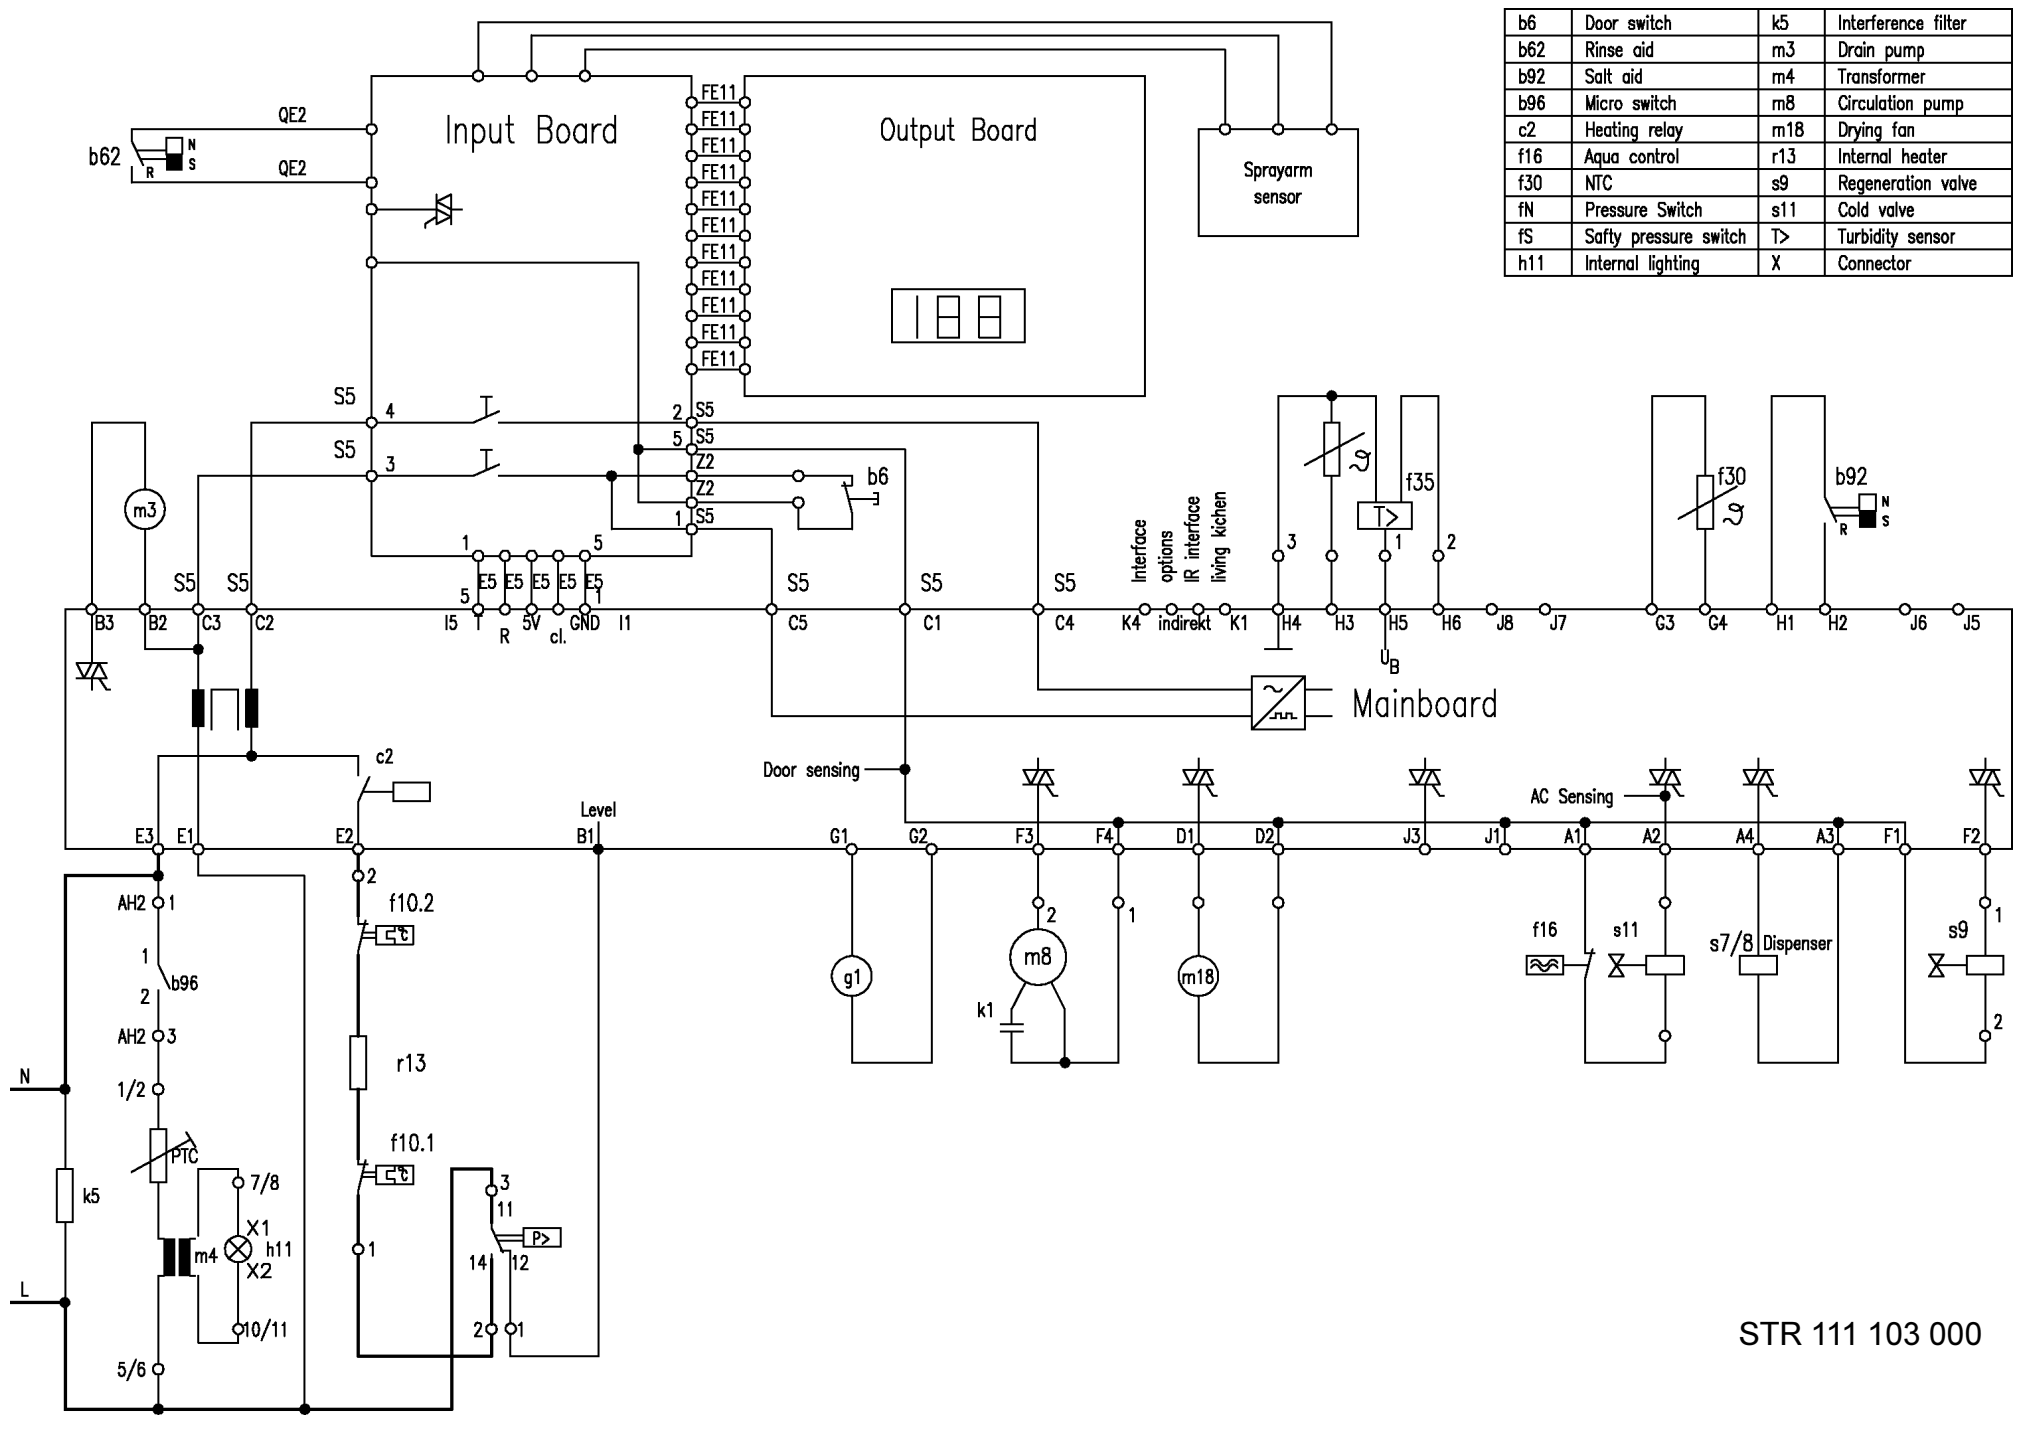 b6 Door switch k5 Interference filter
b62 Rinse aid m3 Drain pump
b92 Salt aid m4 Transformer
b96 Micro switch m8 Circulation pump
c2 Heating relay m18 Drying fan
f16 Aqua control r13 Internal heater
f30 NTC s9 Regeneration valve
fN Pressure Switch s11 Cold valve
fS Safty pressure switch T> Turbidity sensor
h11 Internal lighting X Connector
Input Board
Output Board
Sprayarm
sensor
QE2
QE2
b62
N
S
R
FE11
FE11
FE11
FE11
FE11
FE11
FE11
FE11
FE11
FE11
FE11
188
S5 4
2 S5
5 S5
S5 3
Z2
Z2
1 S5
b6
m3
1 5
E5 E5 E5 E5 E5
5 1
S5 S5
S5 S5 S5
Interface
options
IR interface
living kichen
3
f35
T>
1 2
f30
b92
N
S
R
B3 B2 C3 C2 I5 T R 5V cl. GND I1 C5 C1 C4 K4 indirekt K1 H4 H3 H5 H6 J8 J7 G3 G4 H1 H2 J6 J5
UB
Mainboard
c2
Door sensing
AC Sensing
Level
E3 E1 E2 B1 G1 G2 F3 F4 D1 D2 J3 J1 A1 A2 A4 A3 F1 F2
AH2 1
1
2 b96
AH2 3
1/2
PTC
N
k5
L
m4
7/8
X1
h11
X2
10/11
5/6
2
f10.2
°C
r13
f10.1
°C
1
3
11
P>
14 12
2 1
g1
2 1
m8
k1
m18
f16 s11
s7/8 Dispenser
s9
1
2
STR 111 103 000